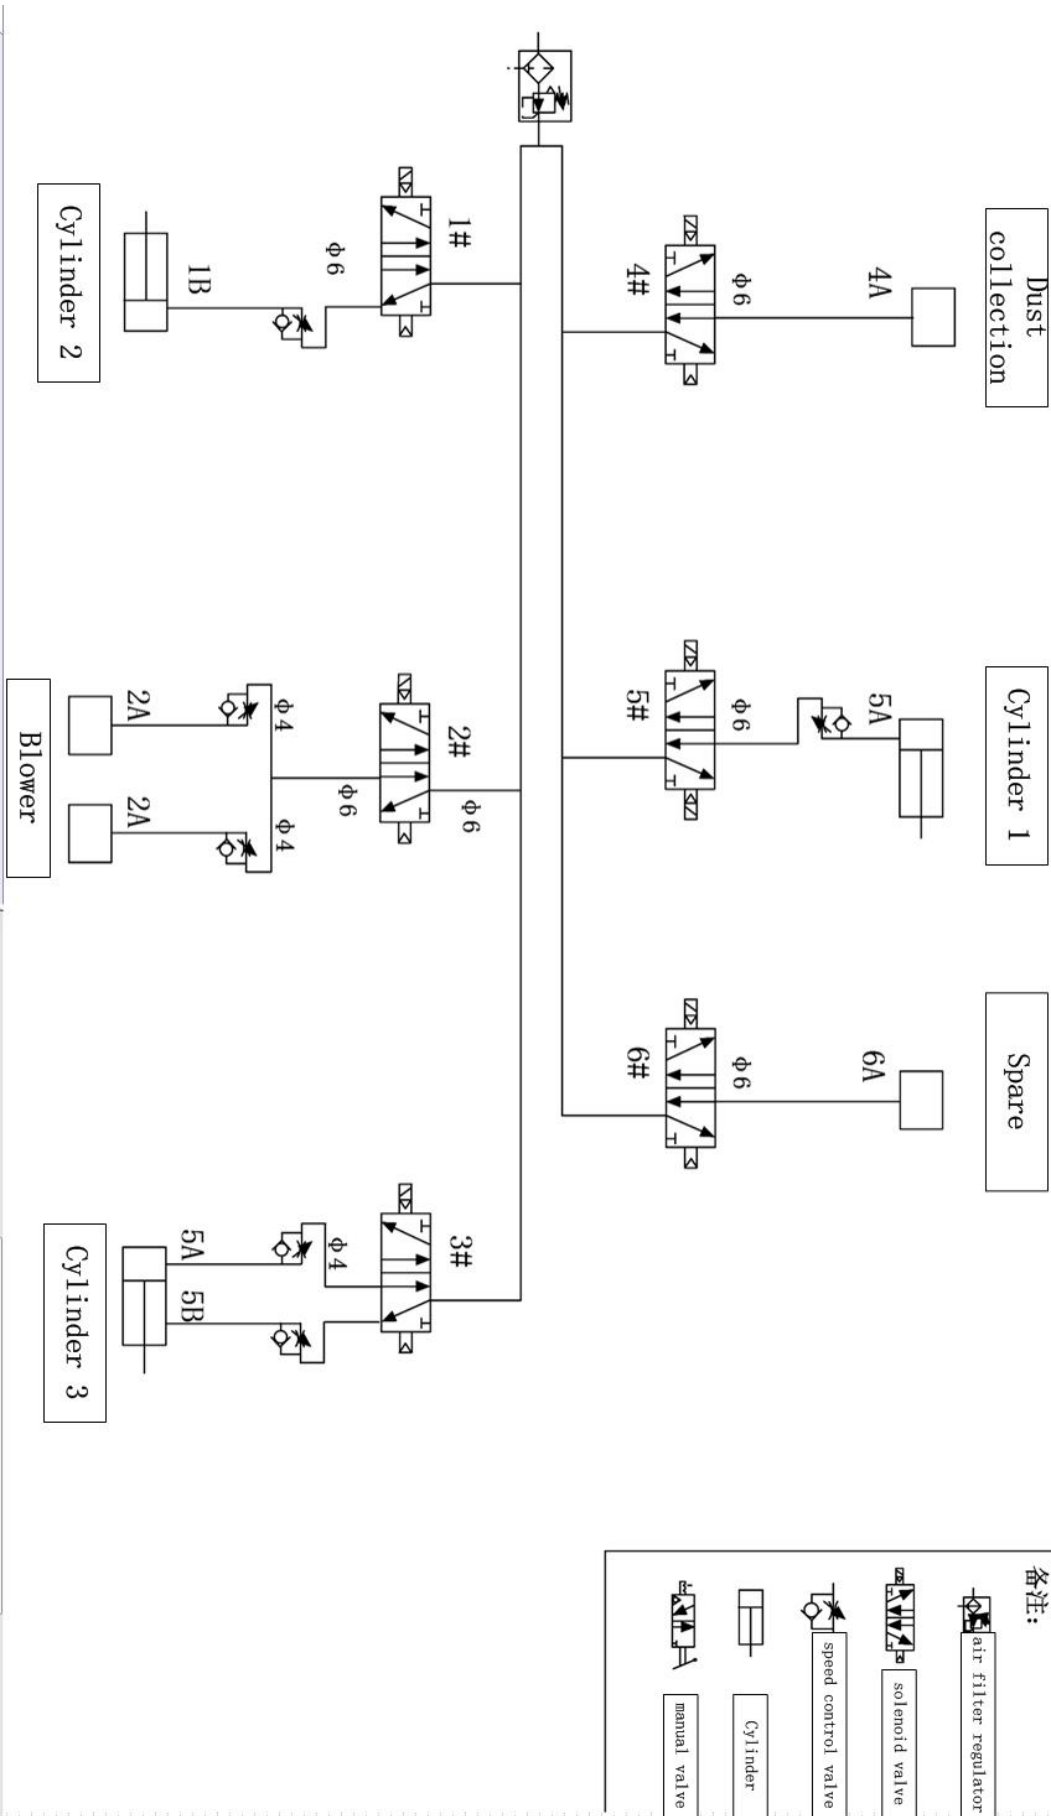 Dust
collection
Cylinder 1
Spare
4A
5A
6A
φ6
φ6
φ6
4#
5#
6#
1#
2#
3#
φ6
φ6
φ6
φ4
φ4
φ4
1B
2A
2A
5A
5B
Cylinder 2
Blower
Cylinder 3
备注:
air filter regulator
solenoid valve
speed control valve
Cylinder
manual valve